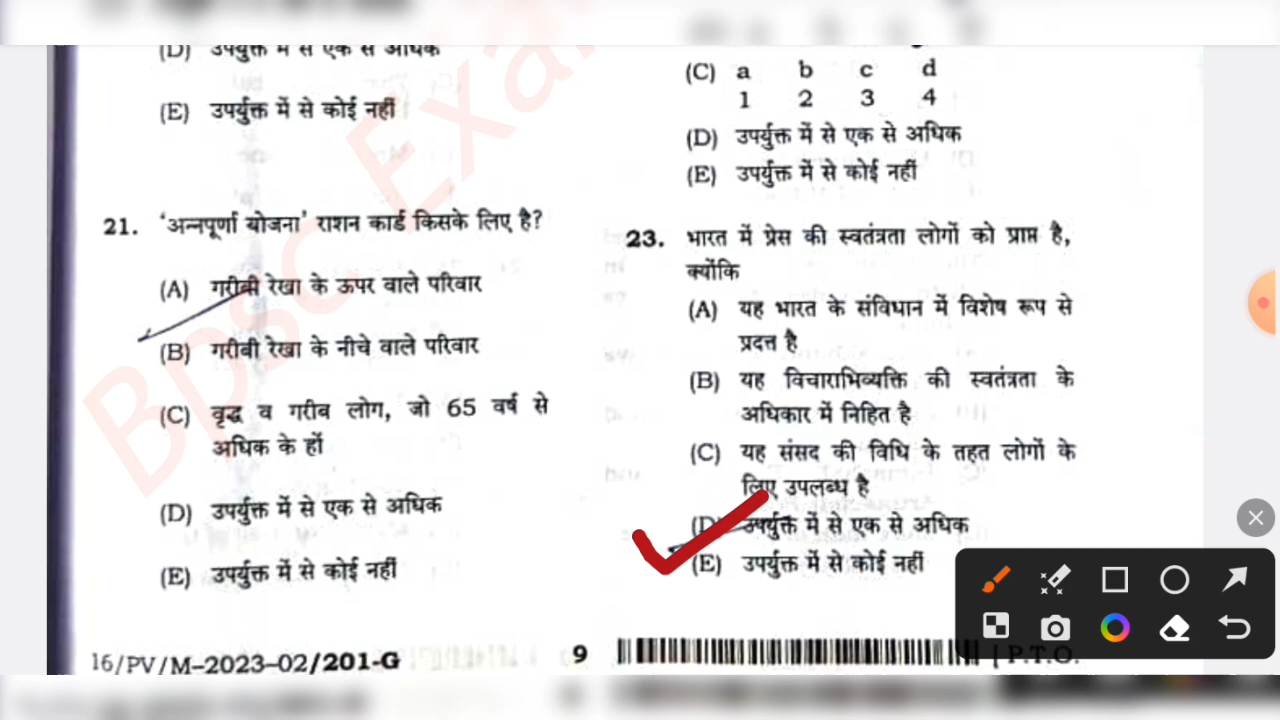 (D) उपर्युक्त में से एक से अधिक
(E) उपर्युक्त में से कोई नहीं
21. 'अन्नपूर्णा योजना' राशन कार्ड किसके लिए है?
(A) गरीबी रेखा के ऊपर वाले परिवार
(B) गरीबी रेखा के नीचे वाले परिवार
(C) वृद्ध व गरीब लोग, जो 65 वर्ष से
अधिक के हों
(D) उपर्युक्त में से एक से अधिक
(E) उपर्युक्त में से कोई नहीं
16/PV/M–2023–02/201-G
(C) a b c d
1 2 3 4
(D) उपर्युक्त में से एक से अधिक
(E) उपर्युक्त में से कोई नहीं
23. भारत में प्रेस की स्वतंत्रता लोगों को प्राप्त है,
क्योंकि
(A) यह भारत के संविधान में विशेष रूप से
प्रदत्त है
(B) यह विचाराभिव्यक्ति की स्वतंत्रता के
अधिकार में निहित है
(C) यह संसद की विधि के तहत लोगों के
लिए उपलब्ध है
(D) उपर्युक्त में से एक से अधिक
(E) उपर्युक्त में से कोई नहीं
9
[ P.T.O.
Bpsc Exa